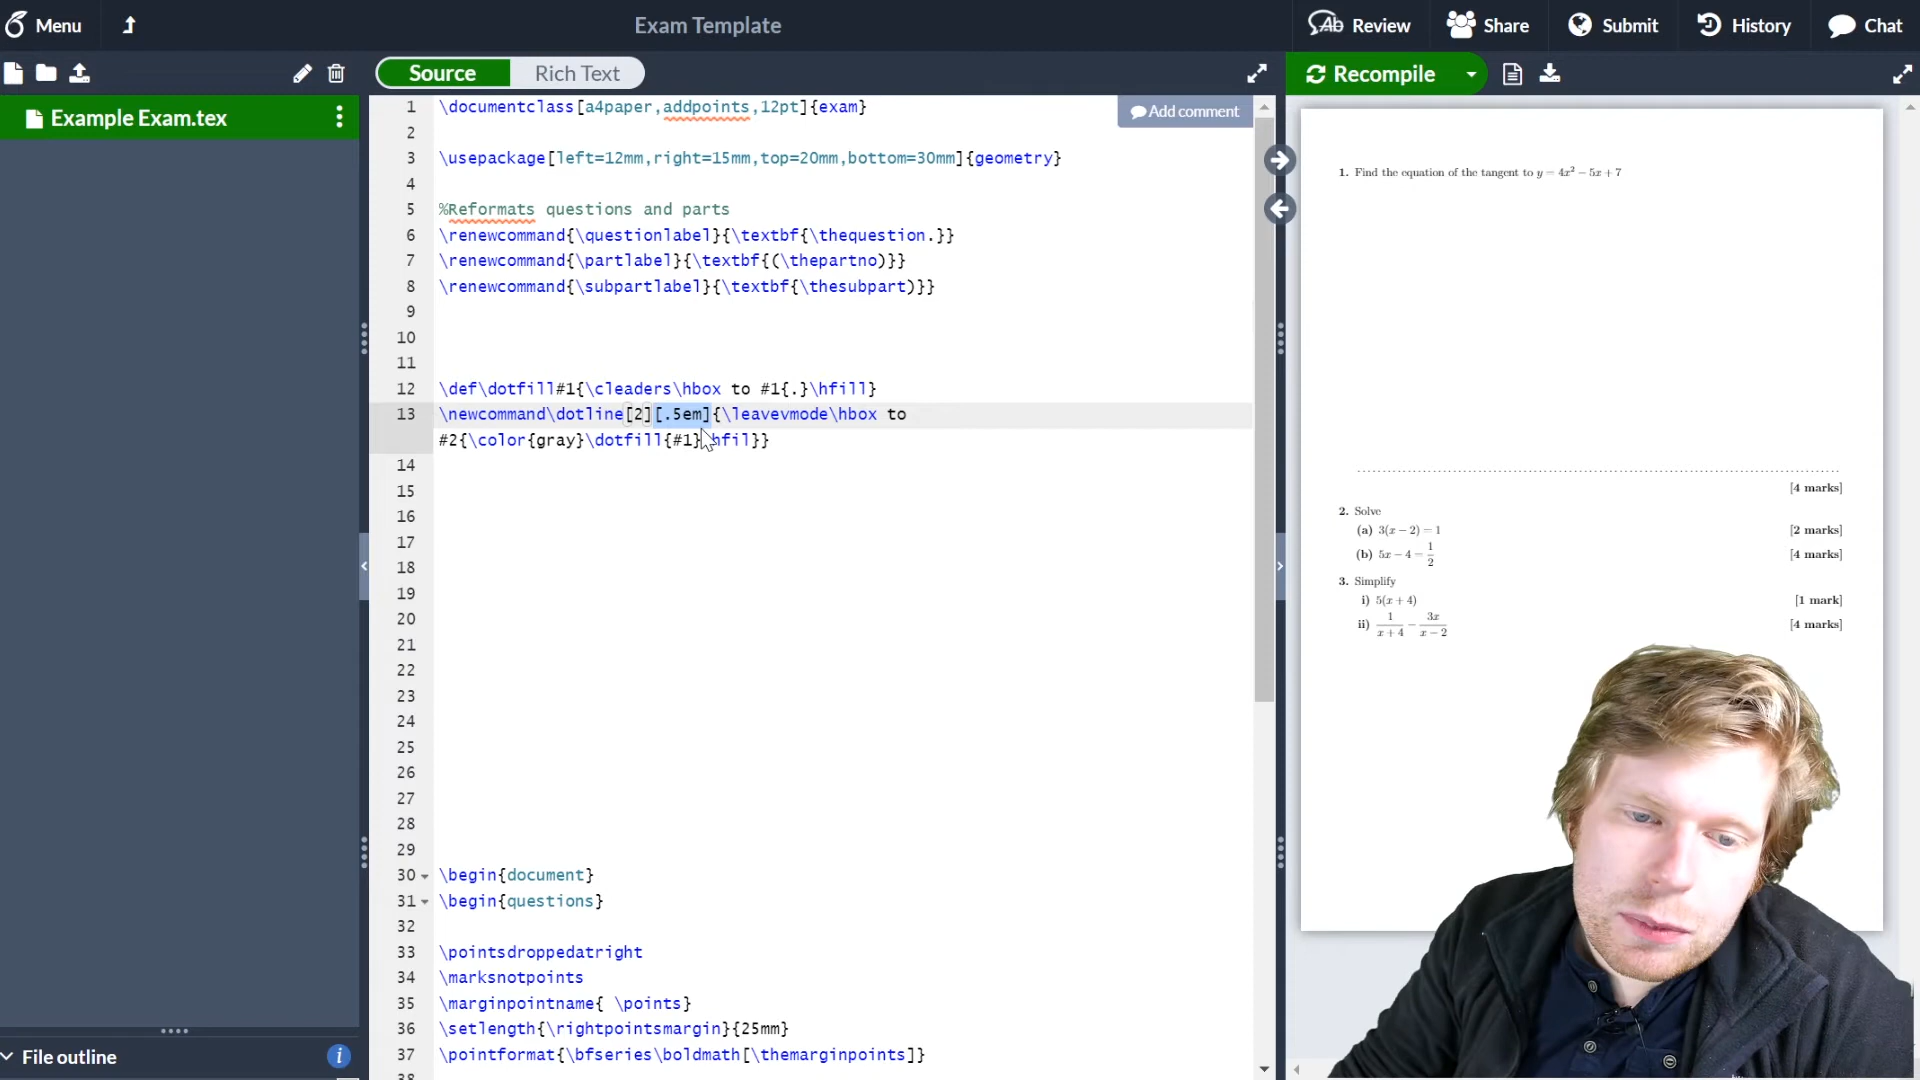 Menu
Exam Template
Review
Share
Submit
History
Chat
Source
Rich Text
Recompile
Example Exam.tex
Add comment
1 \documentclass[a4paper,addpoints,12pt]{exam}
2
3 \usepackage[left=12mm,right=15mm,top=20mm,bottom=30mm]{geometry}
4
5 %Reformats questions and parts
6 \renewcommand{\questionlabel}{\textbf{\thequestion.}}
7 \renewcommand{\partlabel}{\textbf{(\thepartno)}}
8 \renewcommand{\subpartlabel}{\textbf{\thesubpart)}}
9
10
11
12 \def\dotfill#1{\cleaders\hbox to #1{.}\hfill}
13 \newcommand\dotline[2][.5em]{\leavevmode\hbox to
#2{\color{gray}\dotfill{#1}\hfil}}
14
15
16
17
18
19
20
21
22
23
24
25
26
27
28
29
30 \begin{document}
31 \begin{questions}
32
33 \pointsdroppedatright
34 \marksnotpoints
35 \marginpointname{ \points}
36 \setlength{\rightpointsmargin}{25mm}
37 \pointformat{\bfseries\boldmath[\themarginpoints]}
38
File outline
1. Find the equation of the tangent to y = 4x² − 5x + 7
[4 marks]
2. Solve
(a) 3(x − 2) = 1 [2 marks]
(b) 5x − 4 = 1/2 [4 marks]
3. Simplify
i) 5(x + 4) [1 mark]
ii) 1/(x + 4) − 3x/(x − 2) [4 marks]